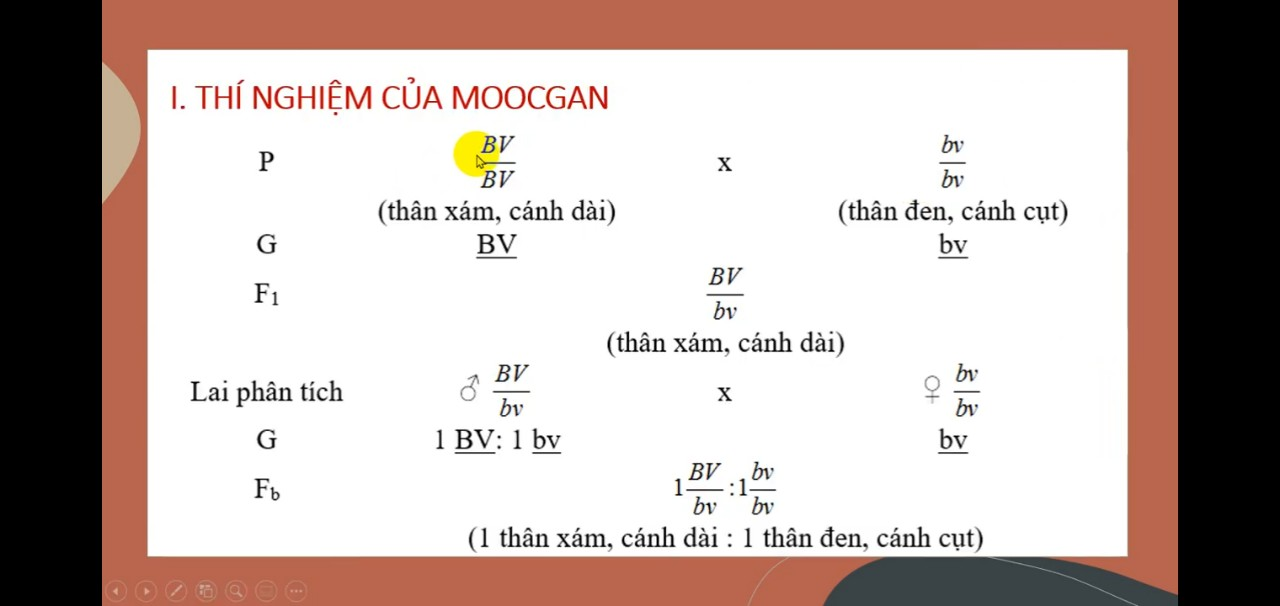 I. THÍ NGHIỆM CỦA MOOCGAN
P BV/BV x bv/bv
(thân xám, cánh dài) (thân đen, cánh cụt)
G BV bv
F1 BV/bv
(thân xám, cánh dài)
Lai phân tích ♂ BV/bv x ♀ bv/bv
G 1 BV: 1 bv bv
Fb 1 BV/bv : 1 bv/bv
(1 thân xám, cánh dài : 1 thân đen, cánh cụt)